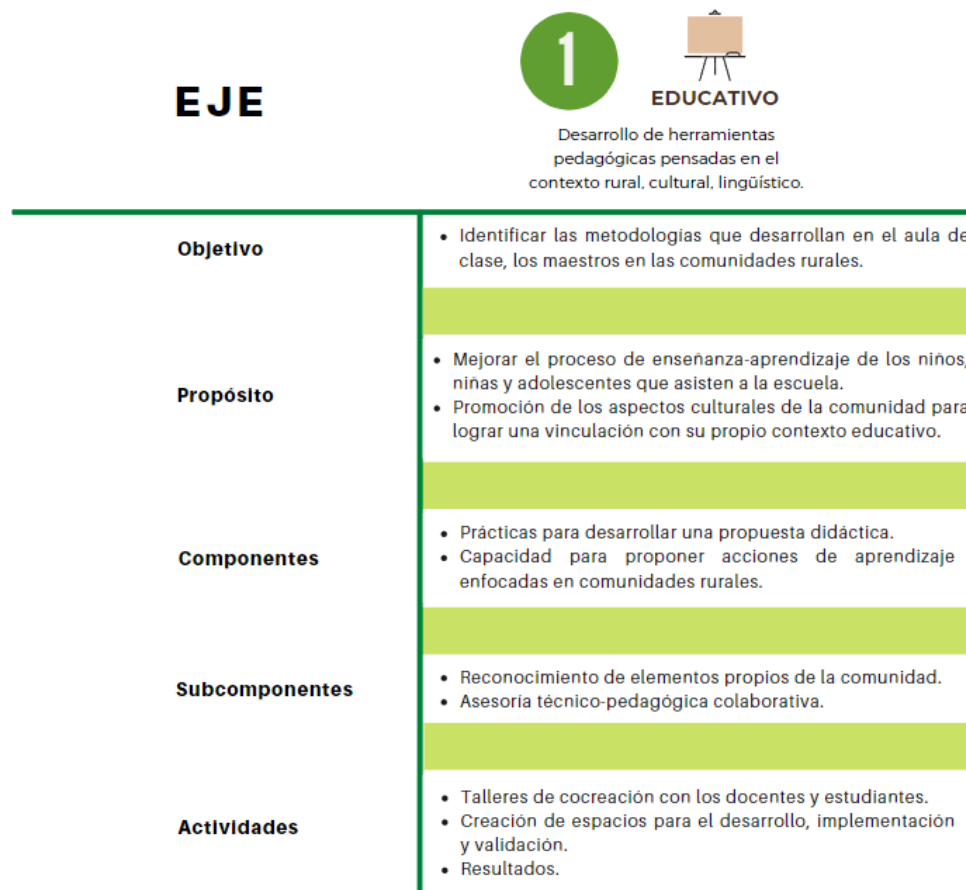 EJE
1
EDUCATIVO
Desarrollo de herramientas
pedagógicas pensadas en el
contexto rural, cultural, lingüístico.
Objetivo
• Identificar las metodologías que desarrollan en el aula de
clase, los maestros en las comunidades rurales.
Propósito
• Mejorar el proceso de enseñanza-aprendizaje de los niños,
niñas y adolescentes que asisten a la escuela.
• Promoción de los aspectos culturales de la comunidad para
lograr una vinculación con su propio contexto educativo.
Componentes
• Prácticas para desarrollar una propuesta didáctica.
• Capacidad para proponer acciones de aprendizaje
enfocadas en comunidades rurales.
Subcomponentes
• Reconocimiento de elementos propios de la comunidad.
• Asesoría técnico-pedagógica colaborativa.
Actividades
• Talleres de cocreación con los docentes y estudiantes.
• Creación de espacios para el desarrollo, implementación
y validación.
• Resultados.